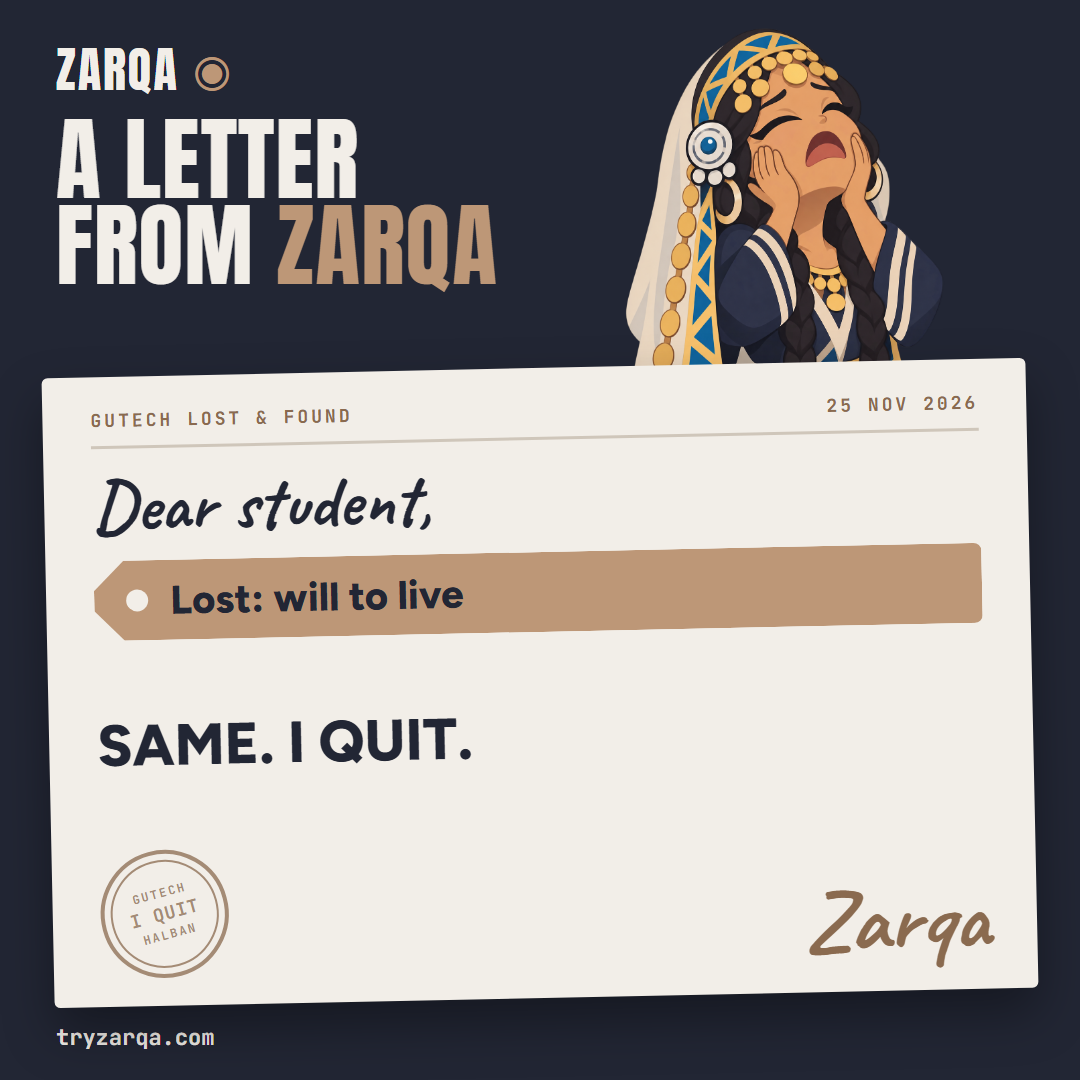 ZARQA
A LETTER
FROM ZARQA
GUTECH LOST & FOUND
25 NOV 2026
Dear student,
Lost: will to live
SAME. I QUIT.
GUTECH
I QUIT
HALBAN
Zarqa
tryzarqa.com